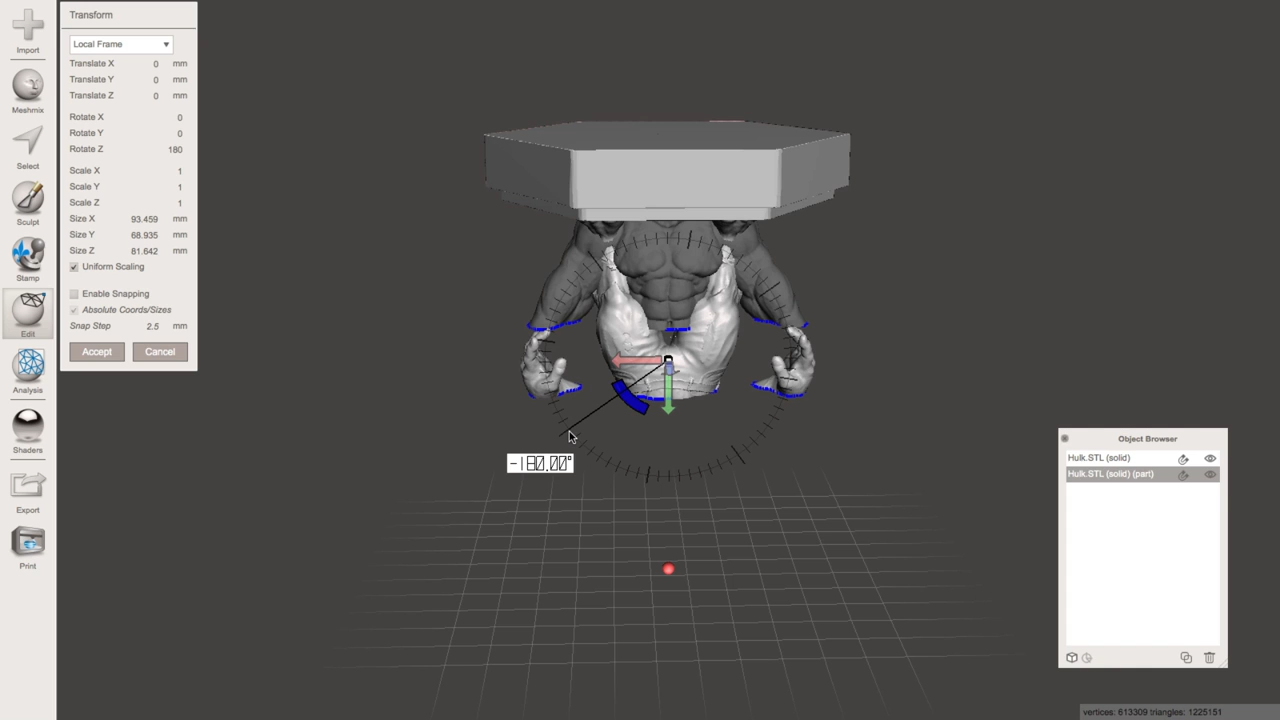 Import
Meshmix
Select
Sculpt
Stamp
Edit
Analysis
Shaders
Export
Print
Transform
Local Frame
Translate X 0 mm
Translate Y 0 mm
Translate Z 0 mm
Rotate X 0
Rotate Y 0
Rotate Z 180
Scale X 1
Scale Y 1
Scale Z 1
Size X 93.459 mm
Size Y 68.935 mm
Size Z 81.642 mm
Uniform Scaling
Enable Snapping
Absolute Coords/Sizes
Snap Step 2.5 mm
Accept Cancel
-180.00°
Object Browser
Hulk.STL (solid)
Hulk.STL (solid) (part)
vertices: 613309 triangles: 1225151